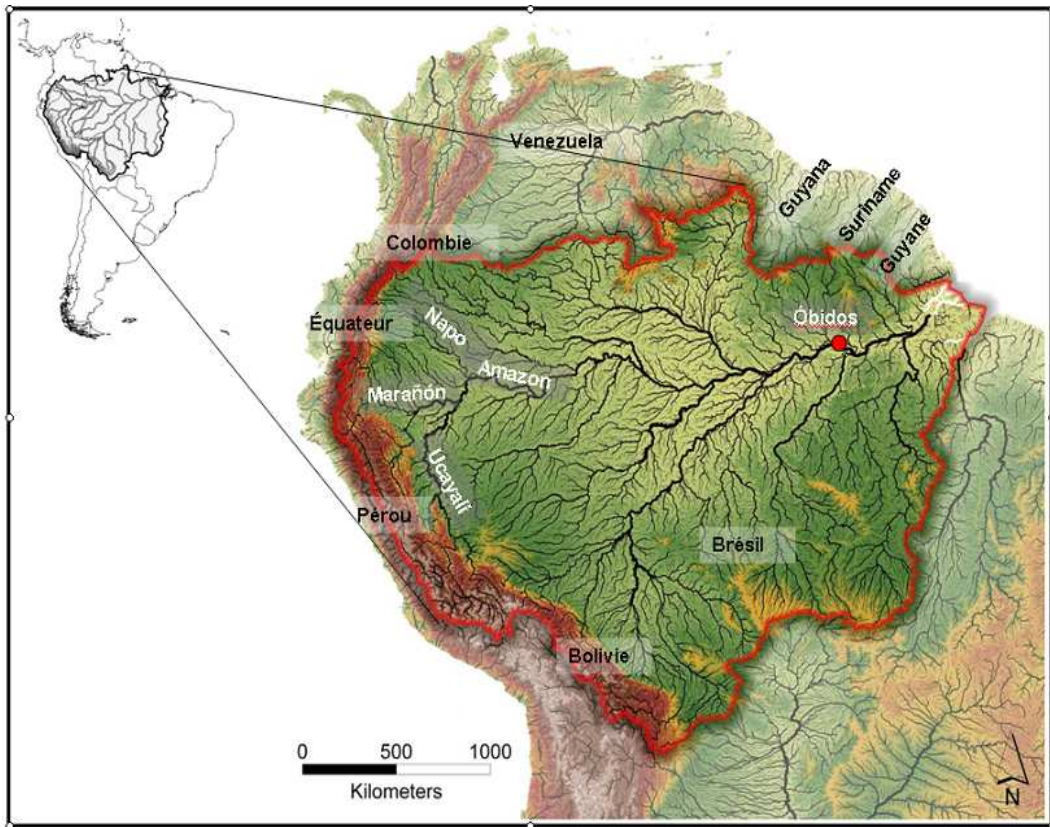 Venezuela
Guyana
Suriname
Guyane
Colombie
Équateur
Napo
Óbidos
Amazon
Marañón
Ucayali
Pérou
Brésil
Bolivie
0 500 1000
Kilometers
N